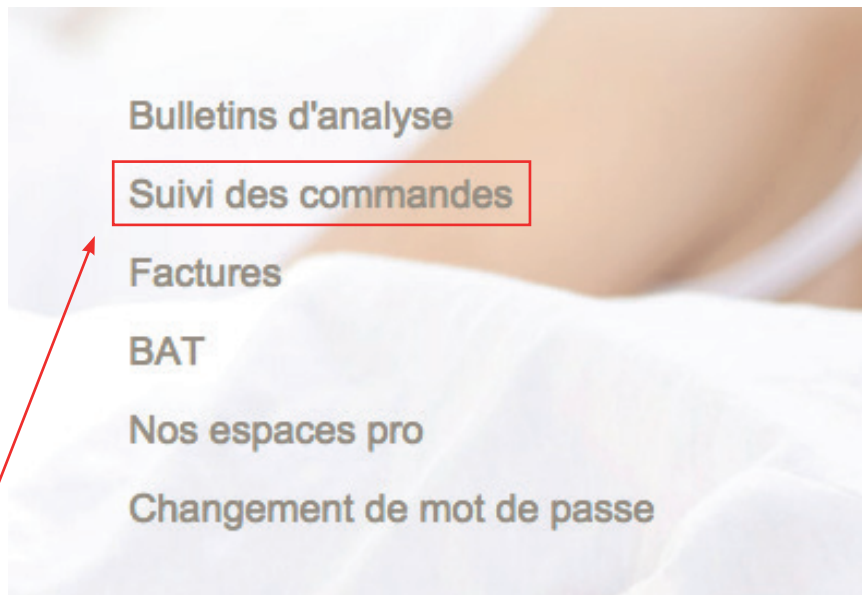 Bulletins d'analyse
Suivi des commandes
Factures
BAT
Nos espaces pro
Changement de mot de passe